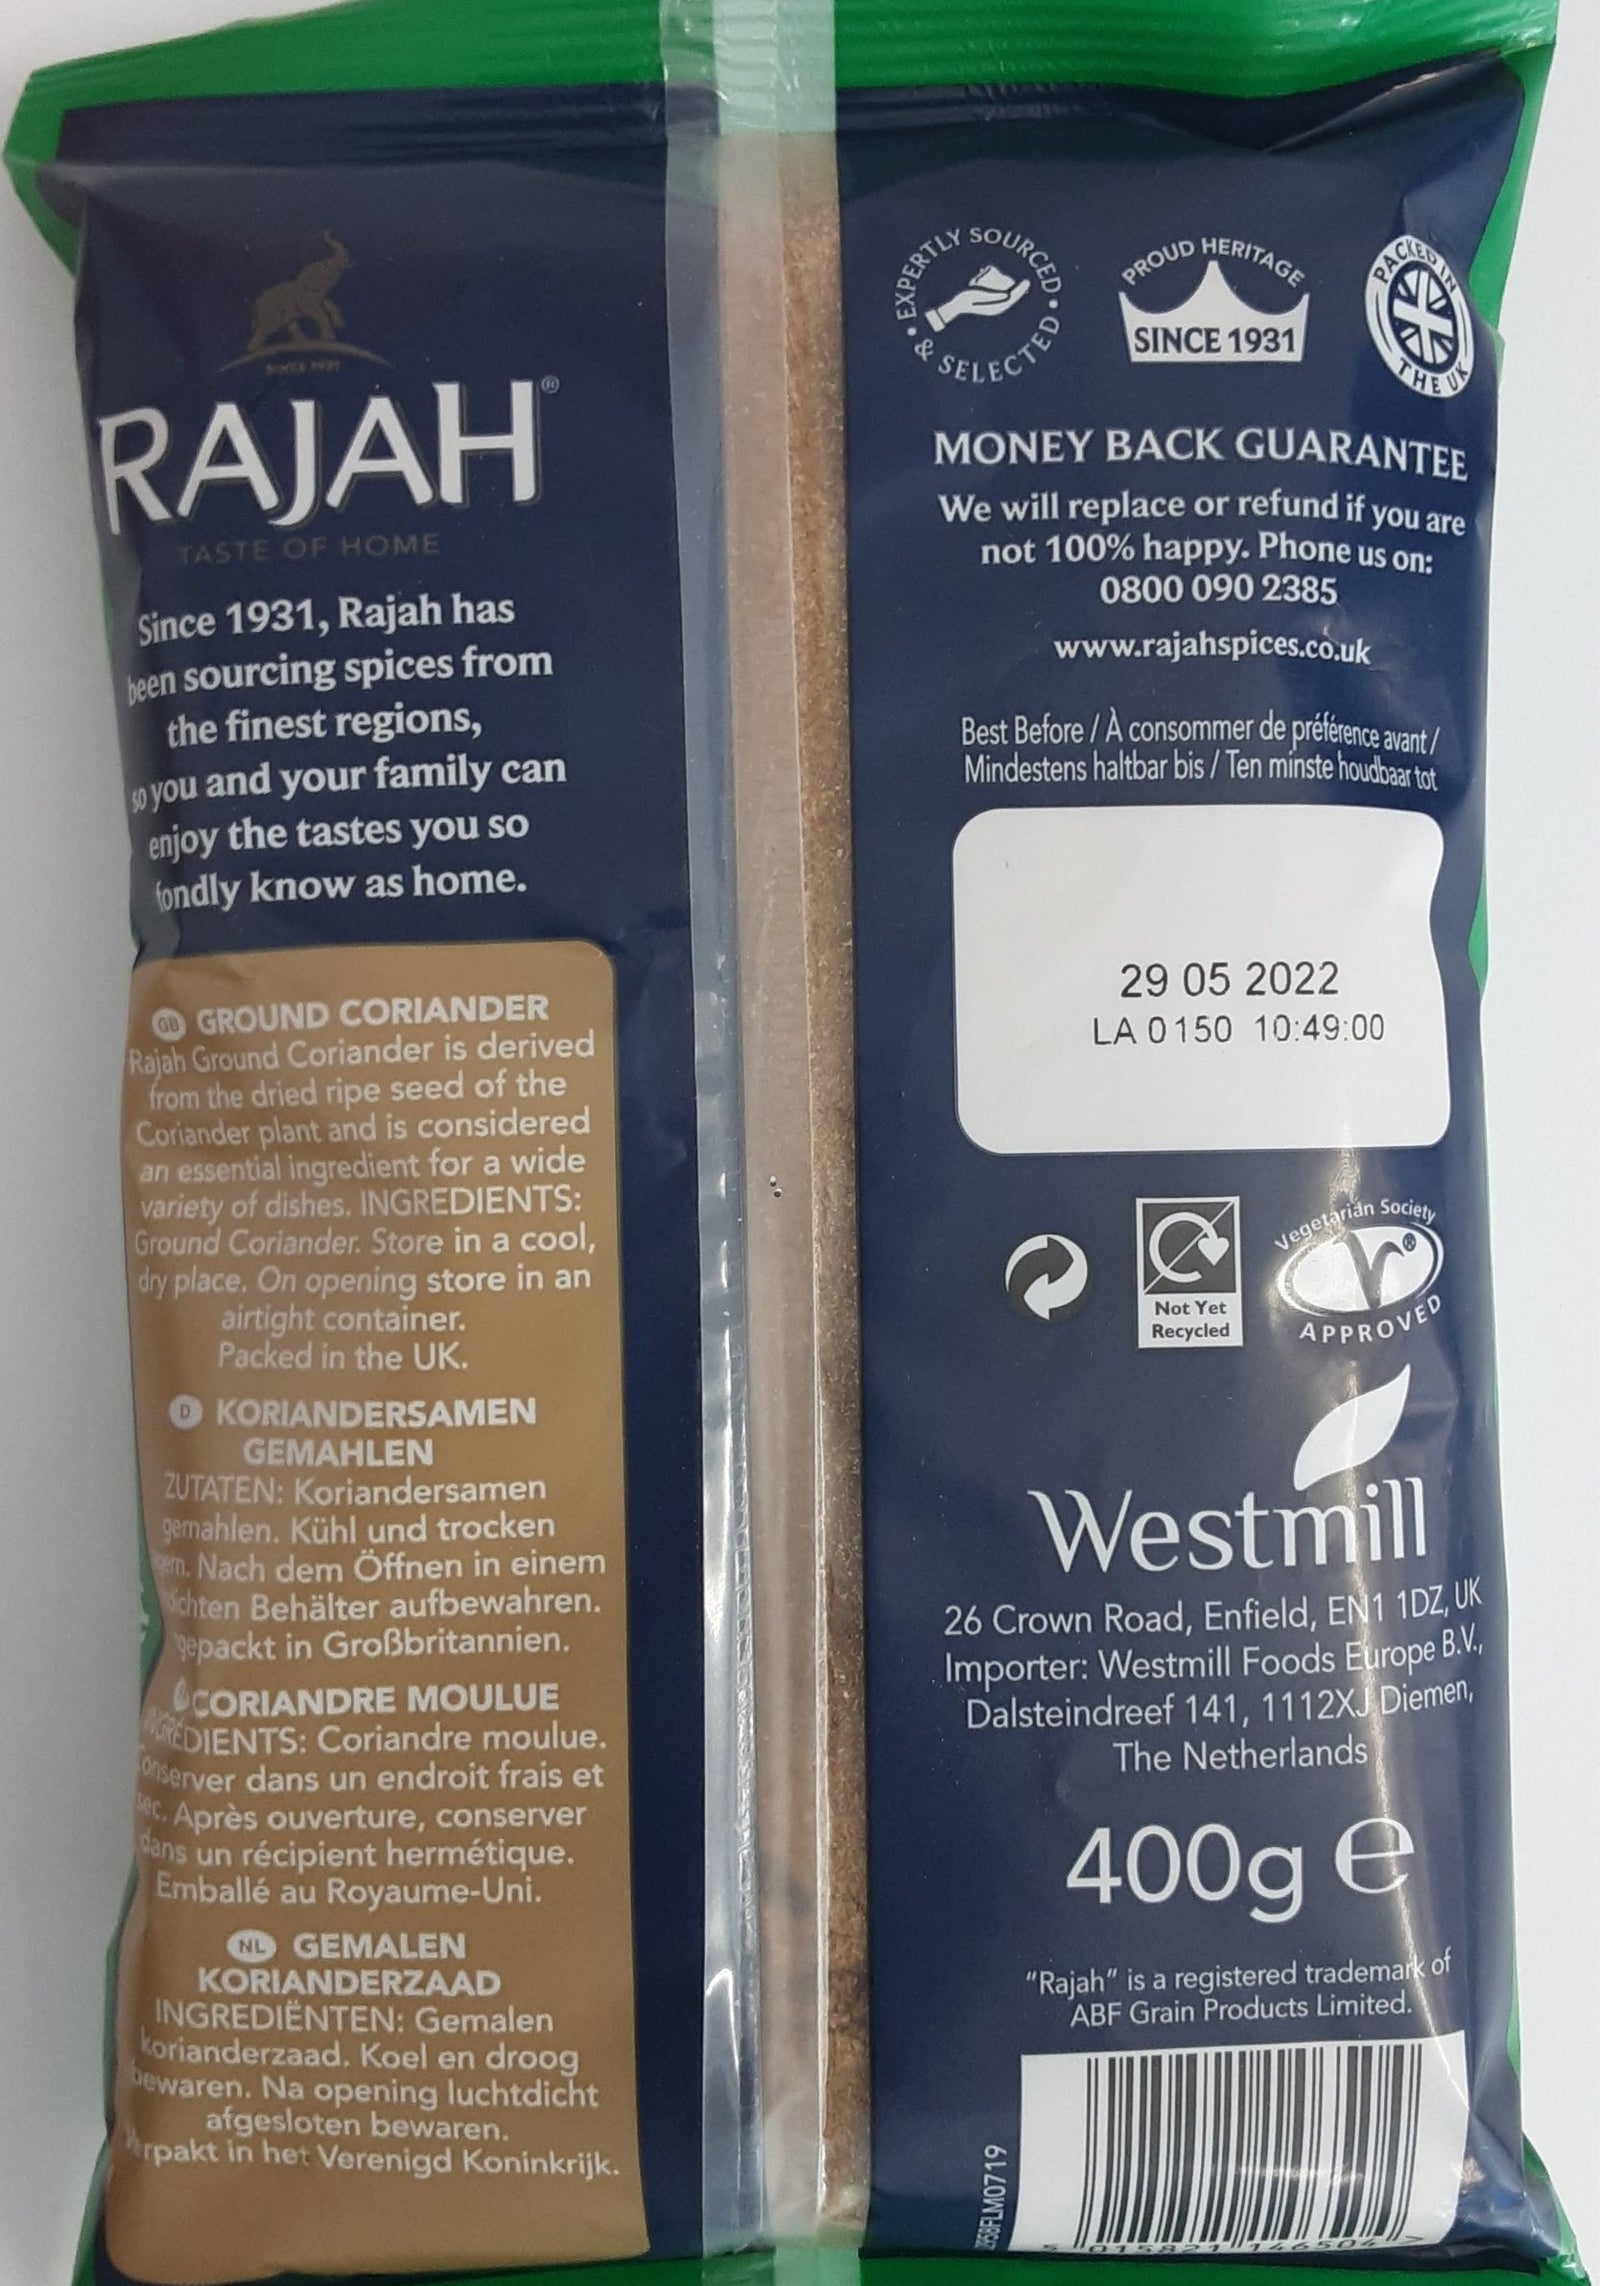 SINCE 1931
RAJAH®
TASTE OF HOME
Since 1931, Rajah has
been sourcing spices from
the finest regions,
so you and your family can
enjoy the tastes you so
fondly know as home.
GB GROUND CORIANDER
Rajah Ground Coriander is derived
from the dried ripe seed of the
Coriander plant and is considered
an essential ingredient for a wide
variety of dishes. INGREDIENTS:
Ground Coriander. Store in a cool,
dry place. On opening store in an
airtight container.
Packed in the UK.
D KORIANDERSAMEN
GEMAHLEN
ZUTATEN: Koriandersamen
gemahlen. Kühl und trocken
Nach dem Öffnen in einem
Behälter aufbewahren.
in Großbritannien.
CORIANDRE MOULUE
INGRÉDIENTS: Coriandre moulue.
Conserver dans un endroit frais et
sec. Après ouverture, conserver
dans un récipient hermétique.
Emballé au Royaume-Uni.
NL GEMALEN
KORIANDERZAAD
INGREDIËNTEN: Gemalen
korianderzaad. Koel en droog
bewaren. Na opening luchtdicht
afgesloten bewaren.
Verpakt in het Verenigd Koninkrijk.
EXPERTLY SOURCED
& SELECTED
PROUD HERITAGE
SINCE 1931
PACKED IN
THE UK
MONEY BACK GUARANTEE
We will replace or refund if you are
not 100% happy. Phone us on:
0800 090 2385
www.rajahspices.co.uk
Best Before / À consommer de préférence avant /
Mindestens haltbar bis / Ten minste houdbaar tot
29 05 2022
LA 0150 10:49:00
Not Yet
Recycled
Vegetarian Society
APPROVED
Westmill
26 Crown Road, Enfield, EN1 1DZ, UK
Importer: Westmill Foods Europe B.V.,
Dalsteindreef 141, 1112XJ Diemen,
The Netherlands
400g e
"Rajah" is a registered trademark of
ABF Grain Products Limited.